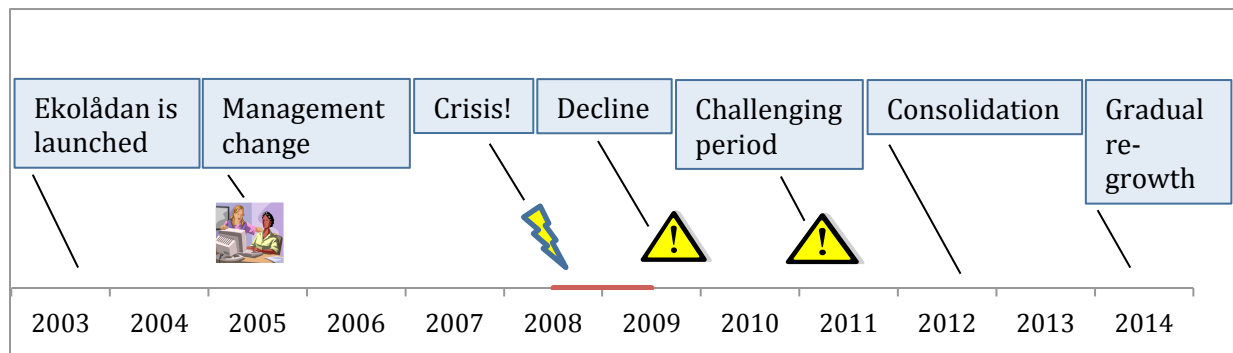 Ekolådan is
launched
Management
change
Crisis!
Decline
Challenging
period
Consolidation
Gradual
re-
growth
!
!
2003 2004 2005 2006 2007 2008 2009 2010 2011 2012 2013 2014